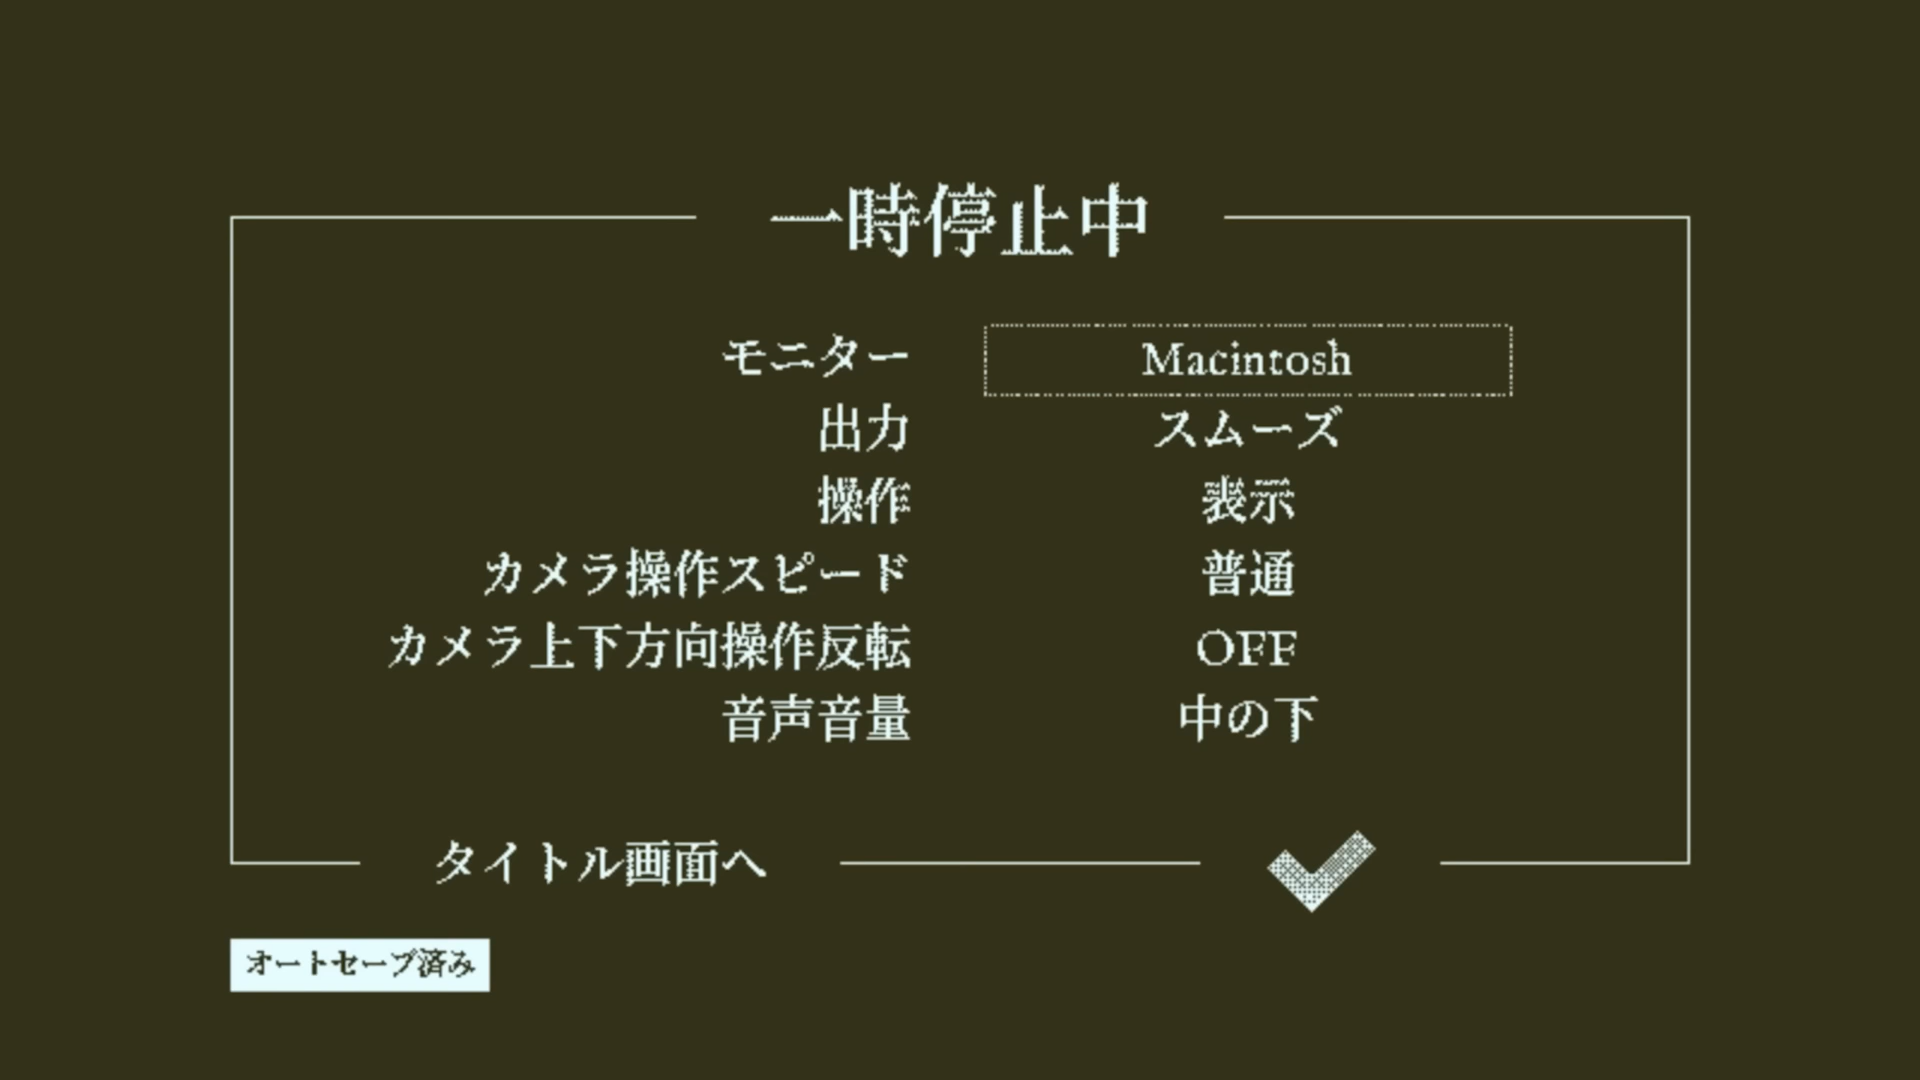 一時停止中
モニター Macintosh
出力 スムーズ
操作 表示
カメラ操作スピード 普通
カメラ上下方向操作反転 OFF
音声音量 中の下
タイトル画面へ
オートセーブ済み